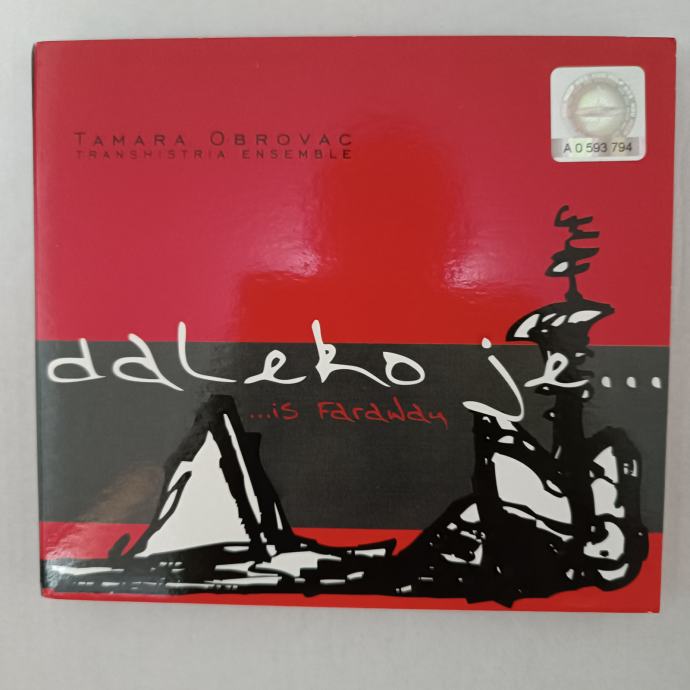 TAMARA OBROVAC
TRANSHISTRIA ENSEMBLE
A 0 593 794
daleko je...
...is Faraway